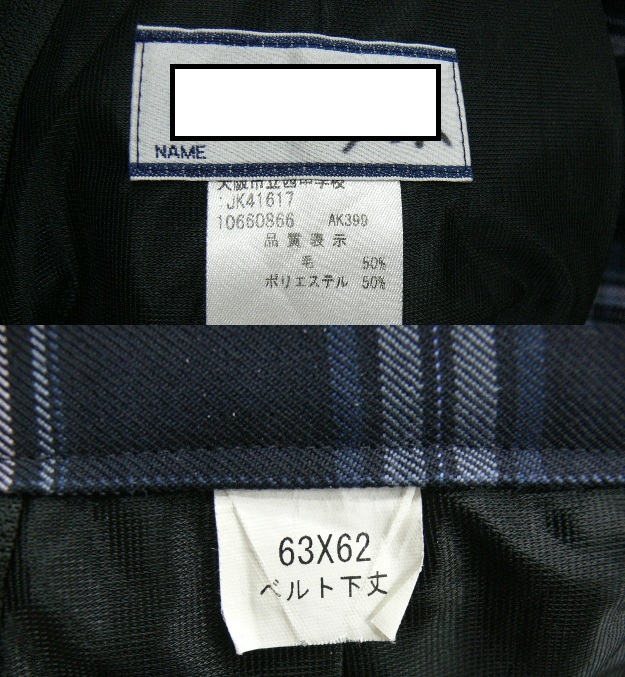 NAME
大阪市立西中学校
:JK41617
10660866 AK399
品質表示
毛 50%
ポリエステル 50%
63X62
ベルト下丈